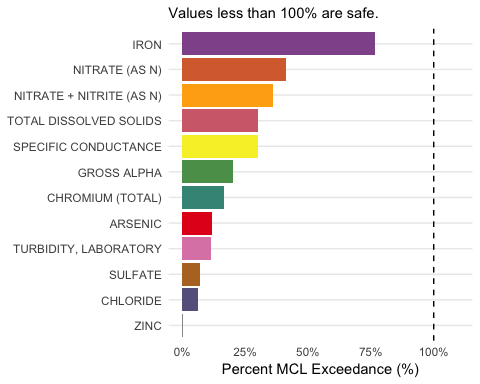 Values less than 100% are safe.
IRON
NITRATE (AS N)
NITRATE + NITRITE (AS N)
TOTAL DISSOLVED SOLIDS
SPECIFIC CONDUCTANCE
GROSS ALPHA
CHROMIUM (TOTAL)
ARSENIC
TURBIDITY, LABORATORY
SULFATE
CHLORIDE
ZINC
0% 25% 50% 75% 100%
Percent MCL Exceedance (%)